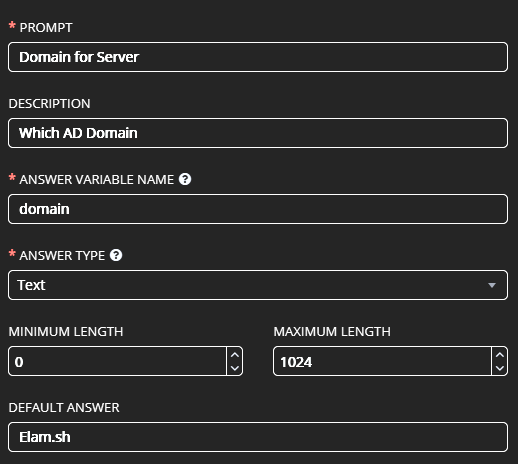 * PROMPT
Domain for Server
DESCRIPTION
Which AD Domain
* ANSWER VARIABLE NAME ?
domain
* ANSWER TYPE ?
Text
MINIMUM LENGTH MAXIMUM LENGTH
0 1024
DEFAULT ANSWER
Elam.sh